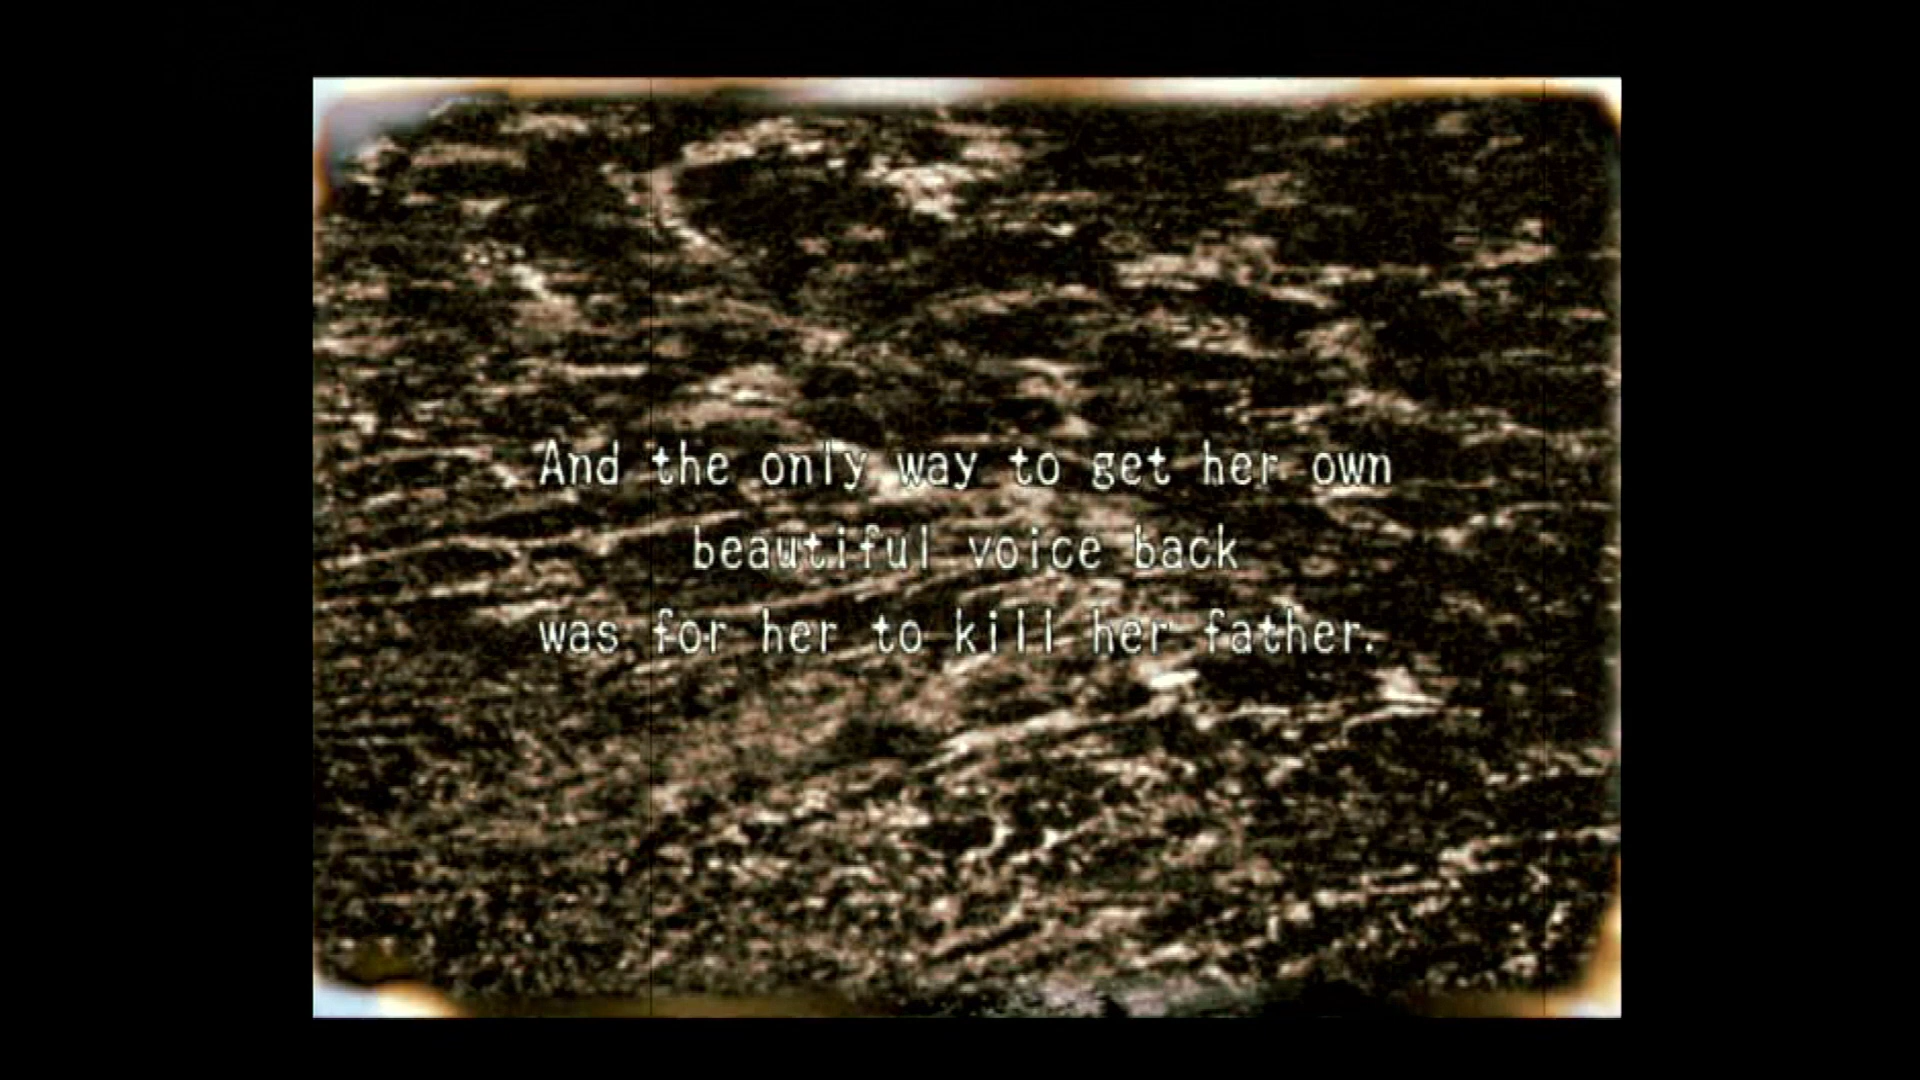 And the only way to get her own
beautiful voice back
was for her to kill her father.